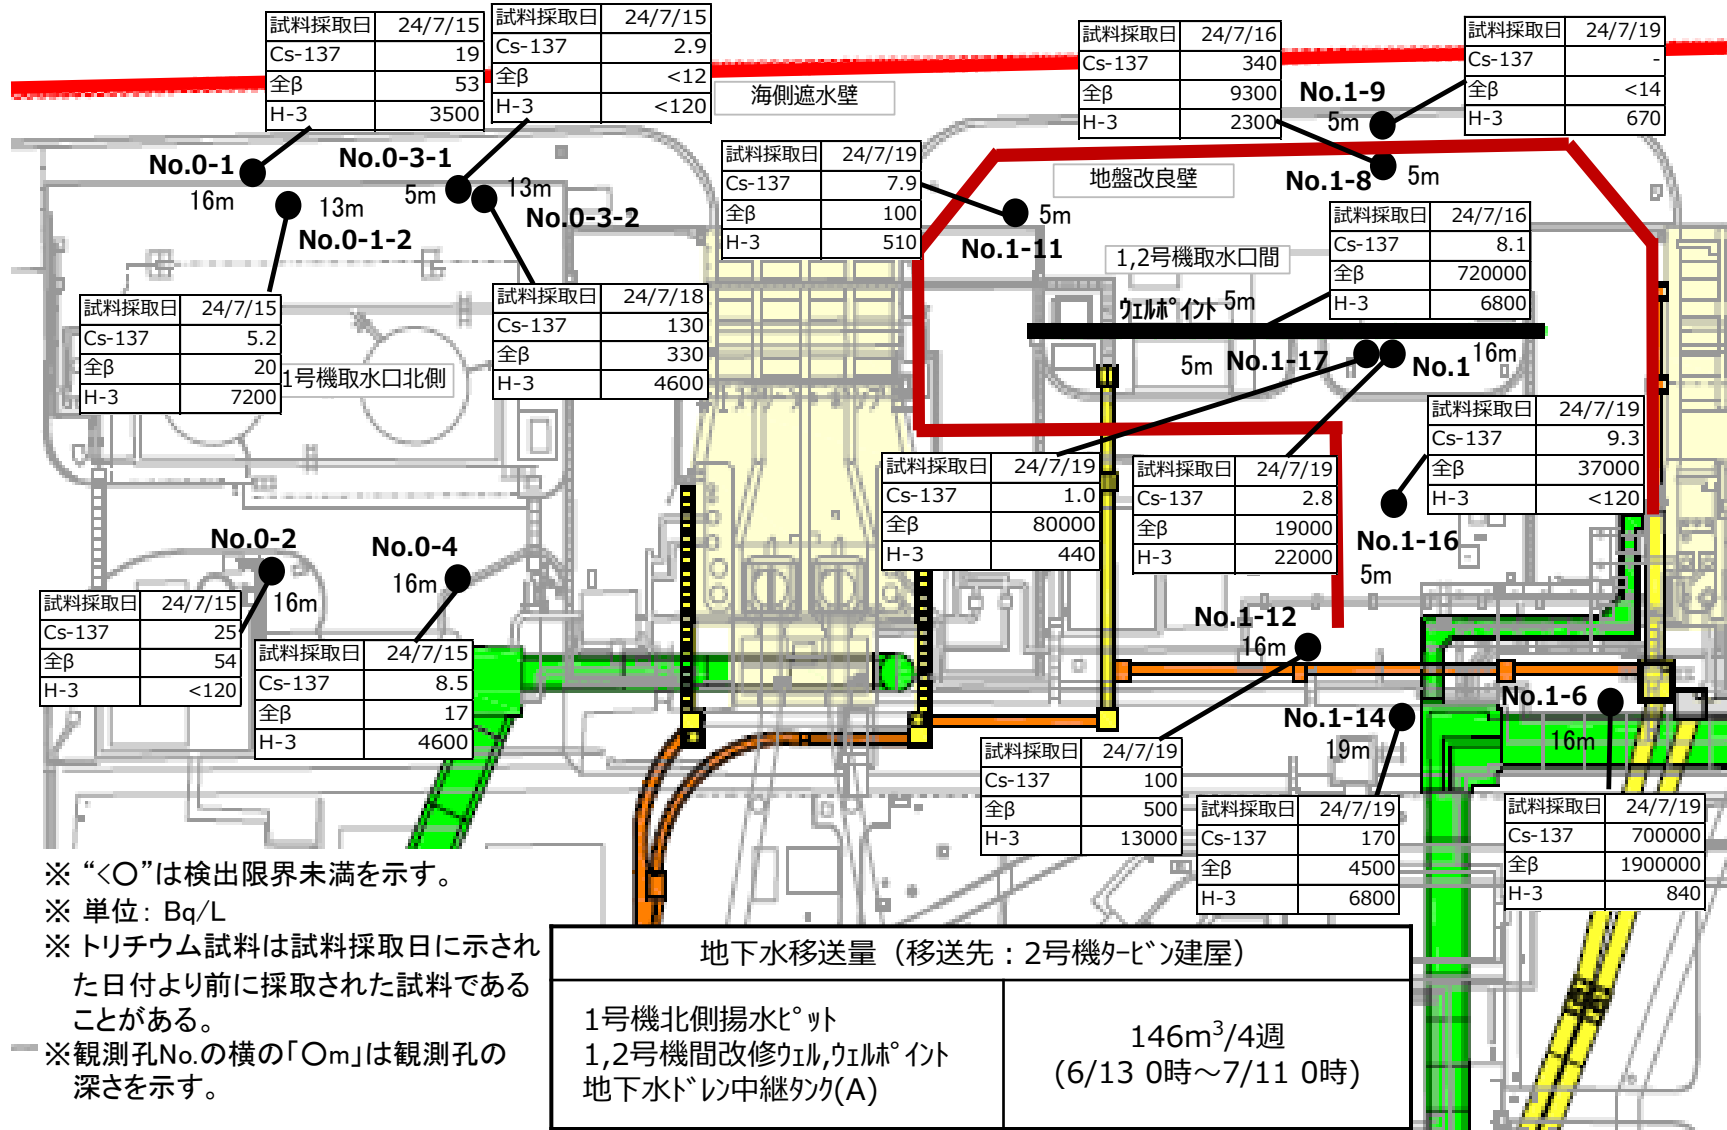 試料採取日 24/7/15
Cs-137 19
全β 53
H-3 3500
試料採取日 24/7/15
Cs-137 2.9
全β <12
H-3 <120
海側遮水壁
試料採取日 24/7/16
Cs-137 340
全β 9300
H-3 2300
No.1-9
5m
試料採取日 24/7/19
Cs-137 -
全β <14
H-3 670
No.0-1
16m
No.0-3-1
5m
13m
No.0-1-2
13m
No.0-3-2
試料採取日 24/7/19
Cs-137 7.9
全β 100
H-3 510
5m
No.1-11
地盤改良壁
No.1-8
5m
1,2号機取水口間
試料採取日 24/7/16
Cs-137 8.1
全β 720000
H-3 6800
ウェルポイント 5m
試料採取日 24/7/15
Cs-137 5.2
全β 20
H-3 7200
1号機取水口北側
試料採取日 24/7/18
Cs-137 130
全β 330
H-3 4600
5m No.1-17
No.1 16m
試料採取日 24/7/19
Cs-137 9.3
全β 37000
H-3 <120
試料採取日 24/7/19
Cs-137 1.0
全β 80000
H-3 440
試料採取日 24/7/19
Cs-137 2.8
全β 19000
H-3 22000
No.1-16
5m
No.0-2
16m
No.0-4
16m
試料採取日 24/7/15
Cs-137 25
全β 54
H-3 <120
試料採取日 24/7/15
Cs-137 8.5
全β 17
H-3 4600
No.1-12
16m
No.1-14
19m
No.1-6
16m
試料採取日 24/7/19
Cs-137 100
全β 500
H-3 13000
試料採取日 24/7/19
Cs-137 170
全β 4500
H-3 6800
試料採取日 24/7/19
Cs-137 700000
全β 1900000
H-3 840
※ “<〇”は検出限界未満を示す。
※ 単位: Bq/L
※ トリチウム試料は試料採取日に示され
た日付より前に採取された試料である
ことがある。
※観測孔No.の横の「〇m」は観測孔の
深さを示す。
地下水移送量（移送先：2号機タービン建屋）
1号機北側揚水ピット
1,2号機間改修ウェル,ウェルポイント
地下水ドレン中継タンク(A)
146m³/4週
(6/13 0時～7/11 0時)